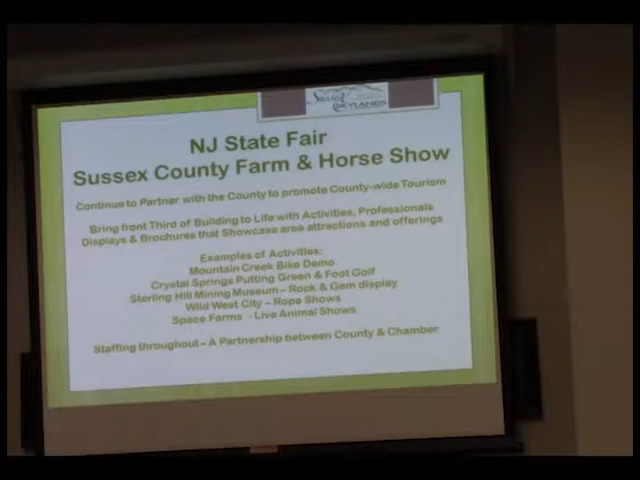 NJ State Fair
Sussex County Farm & Horse Show
Continue to Partner with the County to promote County-wide Tourism
Bring front Third of Building to Life with Activities, Professionals
Displays & Brochures that Showcase area attractions and offerings
Examples of Activities:
Mountain Creek Bike Demo
Crystal Springs Putting Green & Foot Golf
Sterling Hill Mining Museum – Rock & Gem display
Wild West City – Rope Shows
Space Farms - Live Animal Shows
Staffing throughout – A Partnership between County & Chamber